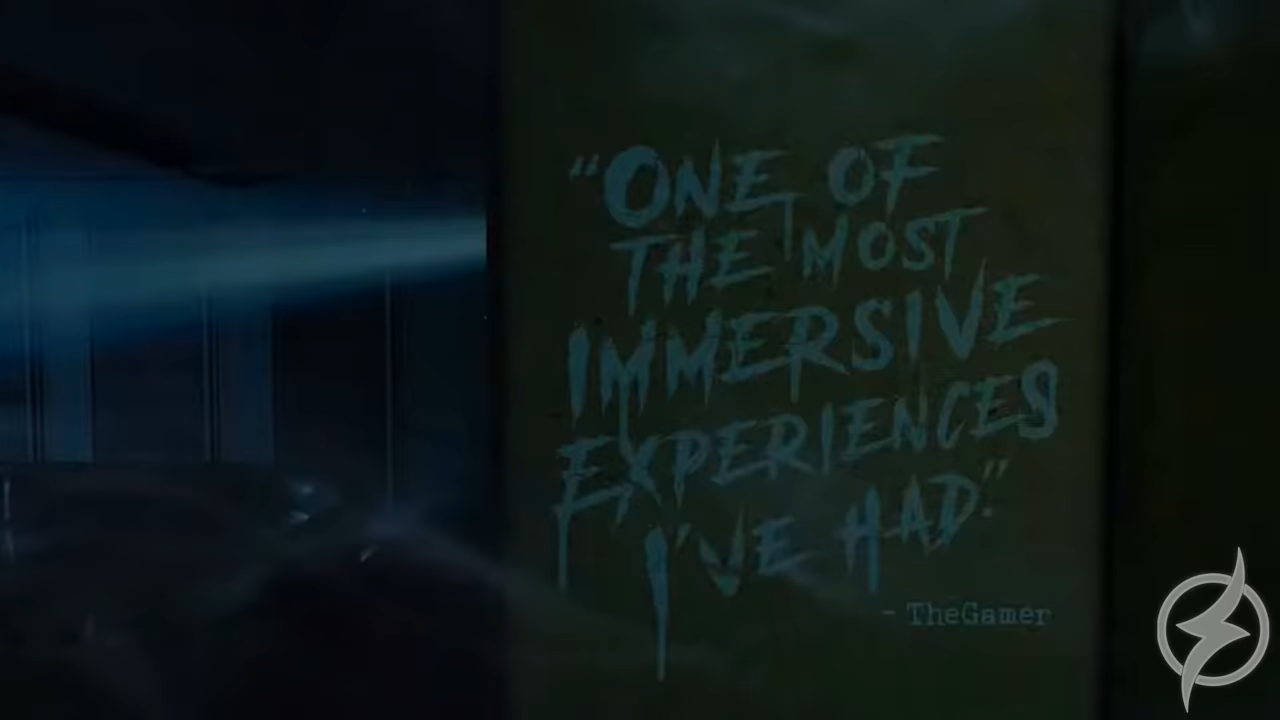 “ONE OF
THE MOST
IMMERSIVE
EXPERIENCES
I'VE HAD.”
- TheGamer